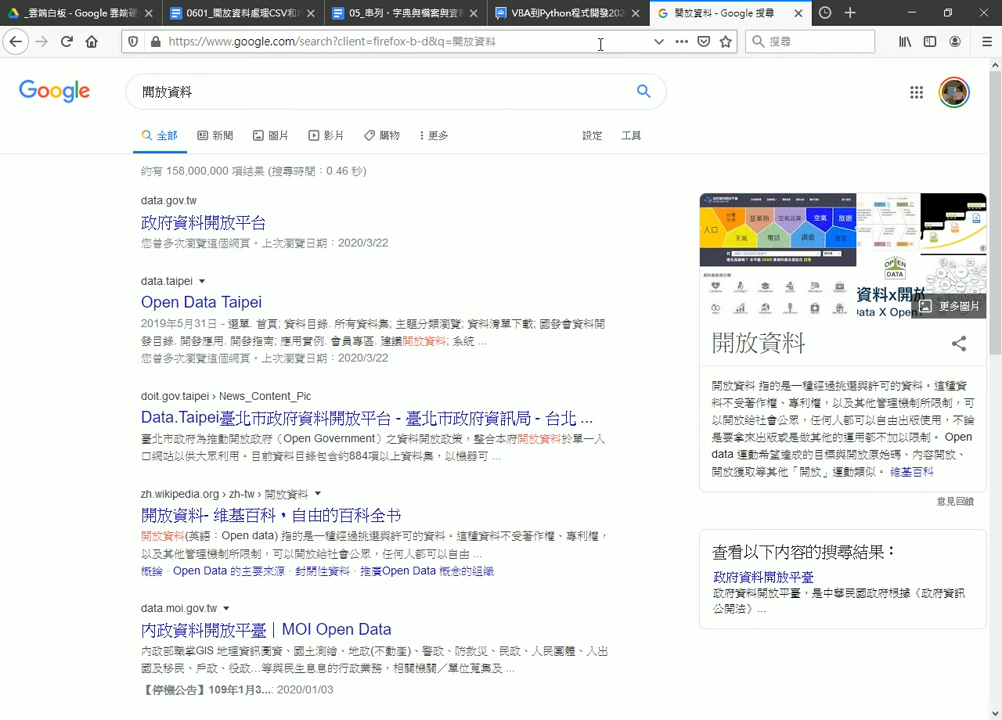 _雲端白板 - Google 雲端硬
0601_開放資料處理CSV和J
05_串列、字典與檔案與資料
VBA到Python程式開發202
開放資料 - Google 搜尋
https://www.google.com/search?client=firefox-b-d&q=開放資料
搜尋
Google
開放資料
全部
新聞
圖片
影片
購物
更多
設定
工具
約有 158,000,000 項結果 (搜尋時間:0.46 秒)
data.gov.tw
政府資料開放平台
您曾多次瀏覽這個網頁。上次瀏覽日期:2020/3/22
data.taipei
Open Data Taipei
2019年5月31日 - 選單. 首頁; 資料目錄. 所有資料集; 主題分類瀏覽; 資料清單下載; 國發會資料開
發目錄. 開發應用. 開發指南; 應用實例. 會員專區. 建議開放資料; 系統 ...
您曾多次瀏覽這個網頁。上次瀏覽日期:2020/3/22
doit.gov.taipei › News_Content_Pic
Data.Taipei臺北市政府資料開放平台 - 臺北市政府資訊局 - 台北 ...
臺北市政府為推動開放政府(Open Government)之資料開放政策,整合本府開放資料於單一入
口網站以供大眾利用。目前資料目錄包含約884項以上資料集,以機器可 ...
zh.wikipedia.org › zh-tw › 開放資料
開放資料- 维基百科,自由的百科全书
開放資料(英語:Open data) 指的是一種經過挑選與許可的資料。這種資料不受著作權、專利權,
以及其他管理機制所限制,可以開放給社會公眾,任何人都可以自由 ...
概論 · Open Data 的主要來源 · 封閉性資料 · 推廣Open Data 概念的組織
data.moi.gov.tw
內政資料開放平臺 | MOI Open Data
內政部職掌GIS 地理資訊圖資、國土測繪、地政(不動產)、警政、防救災、民政、人民團體、入出
國及移民、戶政、役政...等與民生息息的行政業務,相關機關/單位蒐集及 ...
【停機公告】109年1月3...: 2020/01/03
人口
登革熱
空氣
旅遊
天氣
電話
調查
OPEN
DATA
資料x開放
Data X Open
更多圖片
開放資料
開放資料 指的是一種經過挑選與許可的資料。這種資
料不受著作權、專利權,以及其他管理機制所限制,可
以開放給社會公眾,任何人都可以自由出版使用,不論
是要拿來出版或是做其他的運用都不加以限制。 Open
data 運動希望達成的目標與開放原始碼、內容開放、
開放獲取等其他「開放」運動類似。 維基百科
意見回饋
查看以下內容的搜尋結果:
政府資料開放平臺
政府資料開放平臺,是中華民國政府根據《政府資訊
公開法》...